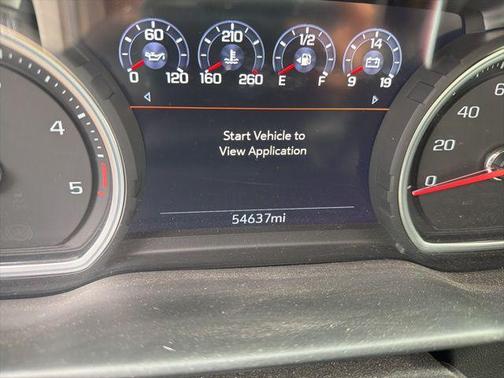 60 210 1/2 14
0 120 160 260 E F 9 19
Start Vehicle to
View Application
54637mi
4
5
0
20
40